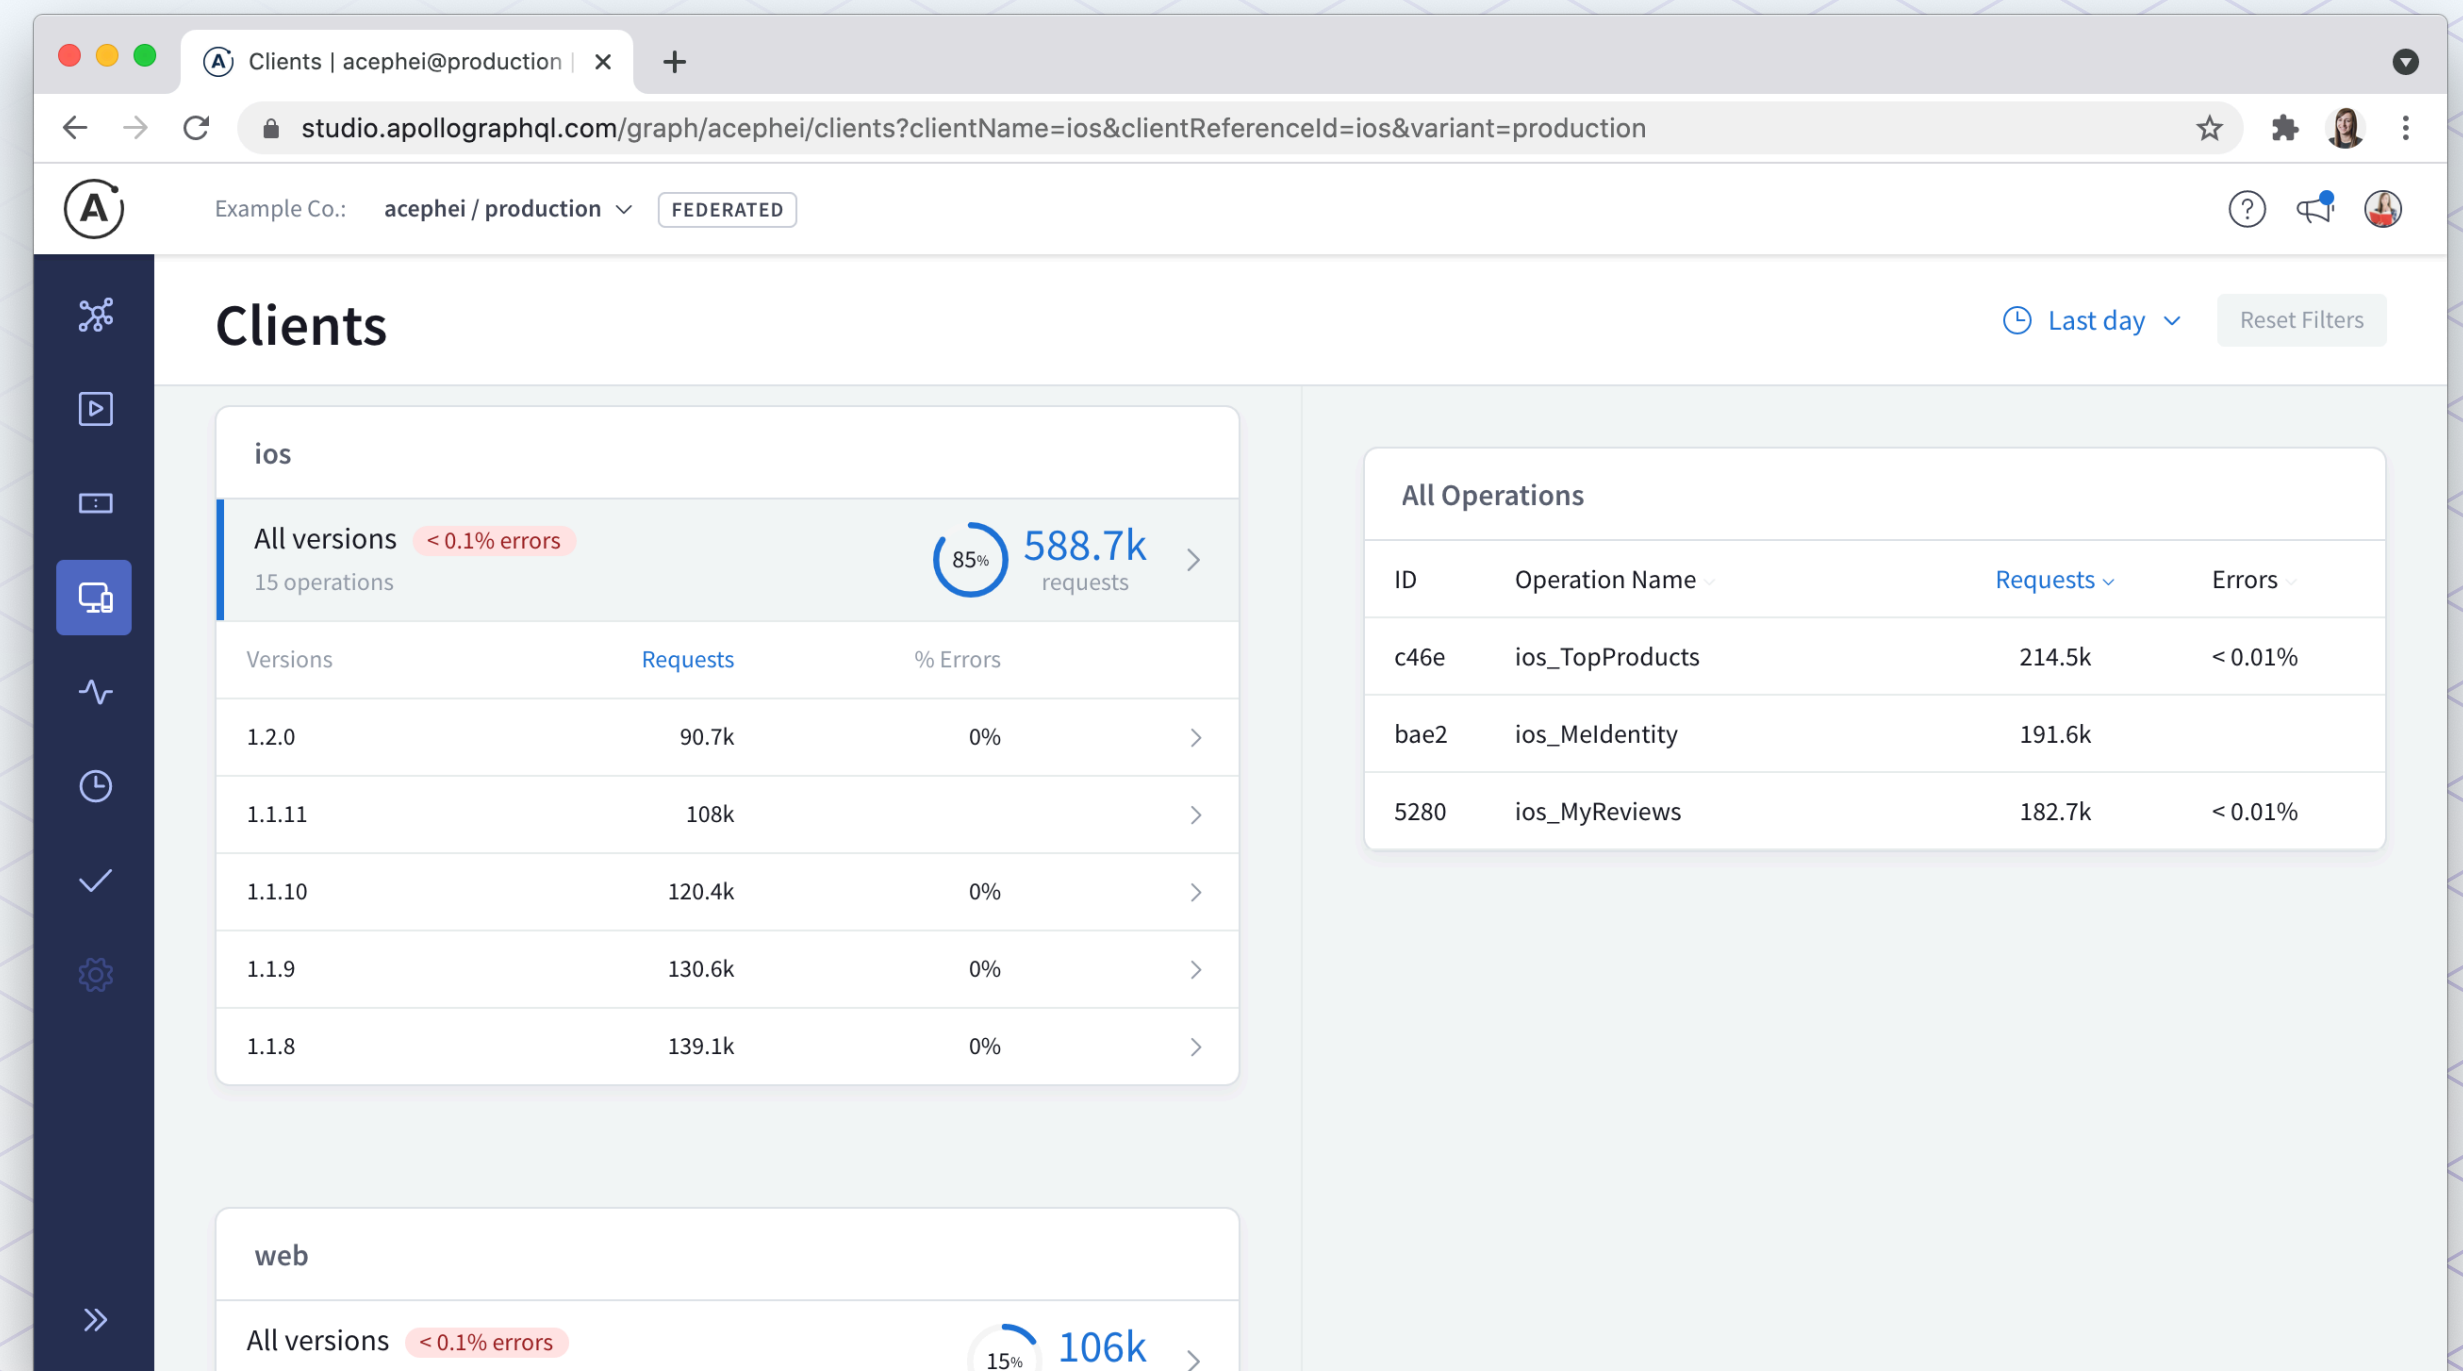 Clients | acephei@production |
studio.apollographql.com/graph/acephei/clients?clientName=ios&clientReferenceId=ios&variant=production
A
Example Co.: acephei / production FEDERATED
?
Clients
Last day
Reset Filters
ios
All versions < 0.1% errors
15 operations
85%
588.7k
requests
Versions Requests % Errors
1.2.0 90.7k 0%
1.1.11 108k
1.1.10 120.4k 0%
1.1.9 130.6k 0%
1.1.8 139.1k 0%
web
All versions < 0.1% errors
15%
106k
All Operations
ID Operation Name Requests Errors
c46e ios_TopProducts 214.5k < 0.01%
bae2 ios_MeIdentity 191.6k
5280 ios_MyReviews 182.7k < 0.01%